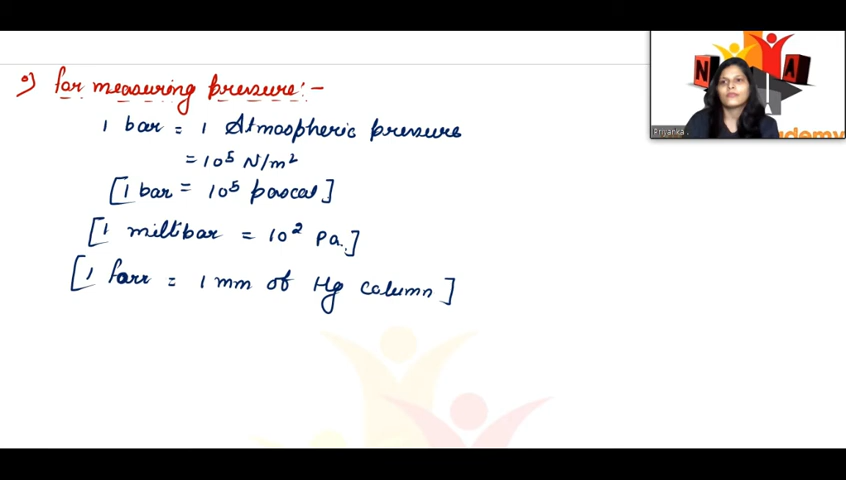 N A
Priyanka .
ademy
o) for measuring pressure:-
1 bar = 1 Atmospheric pressure
= 10⁵ N/m²
[1 bar = 10⁵ pascal]
[1 millibar = 10² Pa.]
[1 Torr = 1 mm of Hg column]